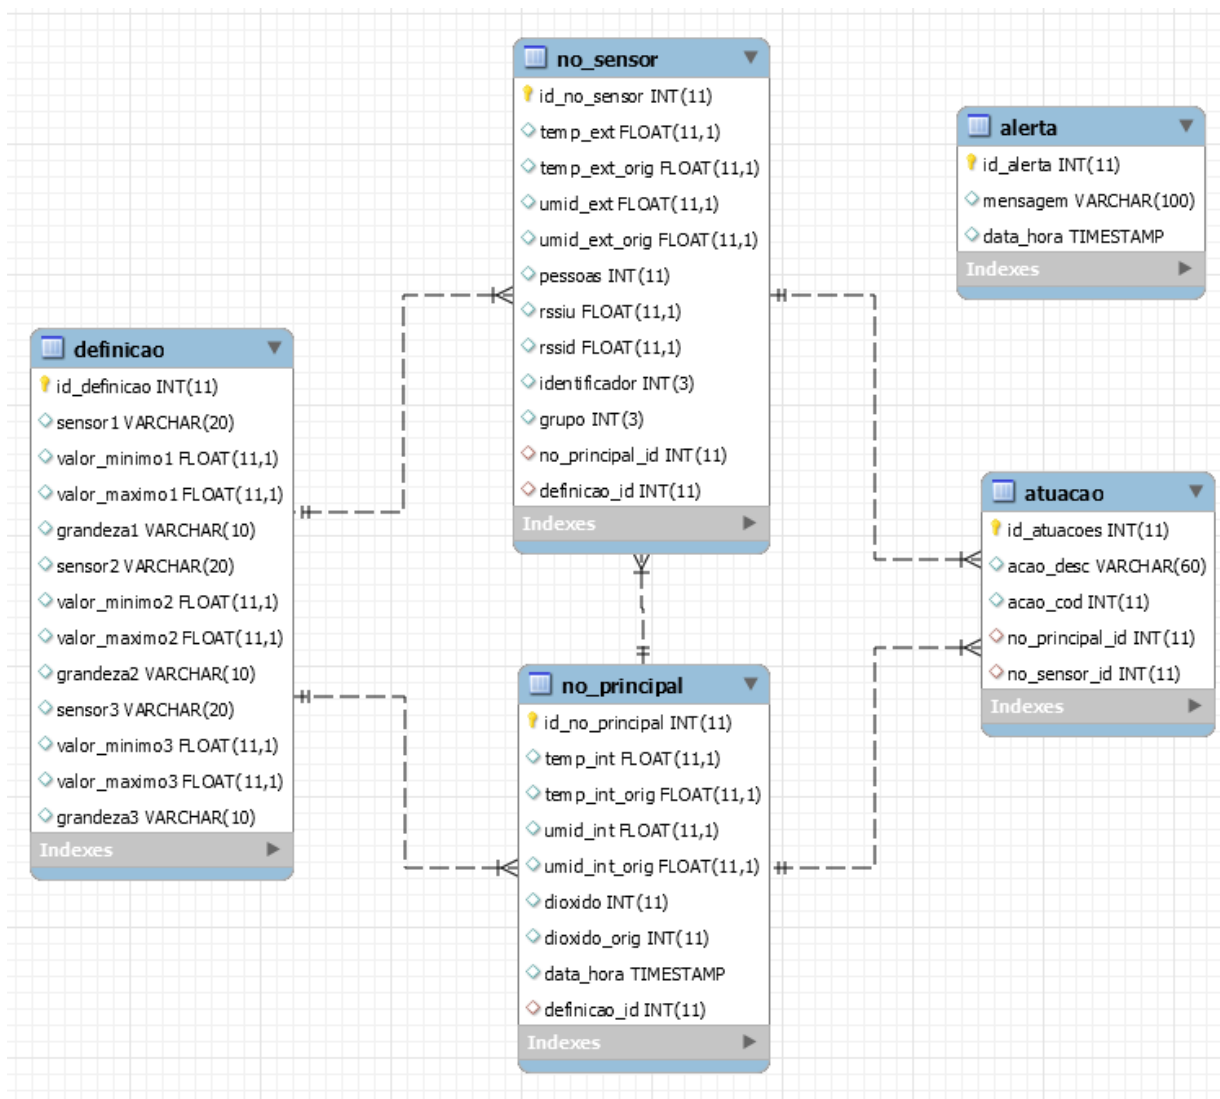 no_sensor
id_no_sensor INT(11)
temp_ext FLOAT(11,1)
temp_ext_orig FLOAT(11,1)
umid_ext FLOAT(11,1)
umid_ext_orig FLOAT(11,1)
pessoas INT(11)
rssiu FLOAT(11,1)
rssid FLOAT(11,1)
identificador INT(3)
grupo INT(3)
no_principal_id INT(11)
definicao_id INT(11)
Indexes
alerta
id_alerta INT(11)
mensagem VARCHAR(100)
data_hora TIMESTAMP
Indexes
definicao
id_definicao INT(11)
sensor1 VARCHAR(20)
valor_minimo1 FLOAT(11,1)
valor_maximo1 FLOAT(11,1)
grandeza1 VARCHAR(10)
sensor2 VARCHAR(20)
valor_minimo2 FLOAT(11,1)
valor_maximo2 FLOAT(11,1)
grandeza2 VARCHAR(10)
sensor3 VARCHAR(20)
valor_minimo3 FLOAT(11,1)
valor_maximo3 FLOAT(11,1)
grandeza3 VARCHAR(10)
Indexes
atuacao
id_atuacoes INT(11)
acao_desc VARCHAR(60)
acao_cod INT(11)
no_principal_id INT(11)
no_sensor_id INT(11)
Indexes
no_principal
id_no_principal INT(11)
temp_int FLOAT(11,1)
temp_int_orig FLOAT(11,1)
umid_int FLOAT(11,1)
umid_int_orig FLOAT(11,1)
dioxido INT(11)
dioxido_orig INT(11)
data_hora TIMESTAMP
definicao_id INT(11)
Indexes